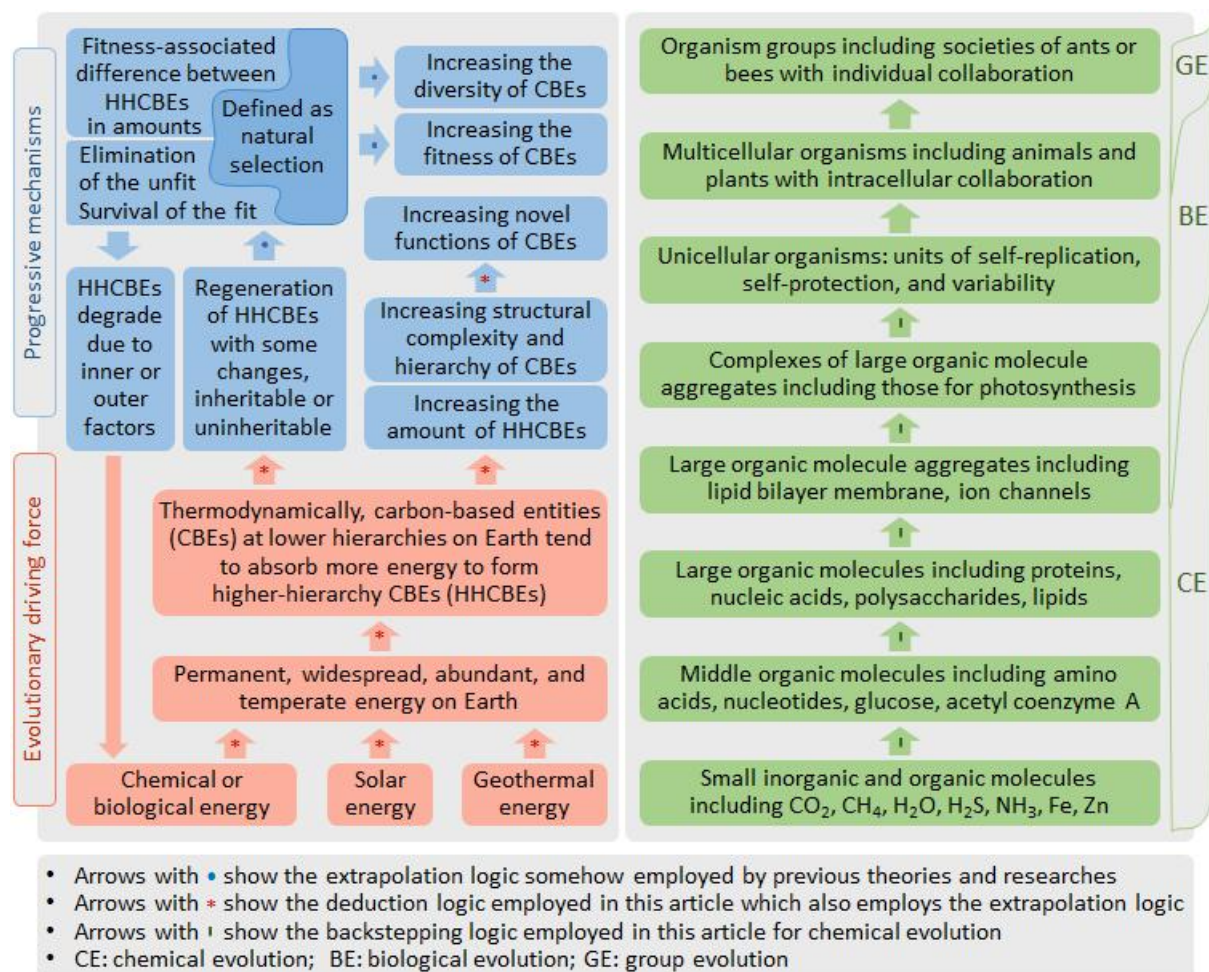 Progressive mechanisms
Fitness-associated
difference between
HHCBEs
in amounts
Defined as
natural
selection
Elimination
of the unfit
Survival of the fit
Increasing the
diversity of CBEs
Increasing the
fitness of CBEs
Increasing novel
functions of CBEs
*
HHCBEs
degrade
due to
inner or
outer
factors
Regeneration
of HHCBEs
with some
changes,
inheritable or
uninheritable
Increasing structural
complexity and
hierarchy of CBEs
Increasing the
amount of HHCBEs
Evolutionary driving force
*
*
Thermodynamically, carbon-based entities
(CBEs) at lower hierarchies on Earth tend
to absorb more energy to form
higher-hierarchy CBEs (HHCBEs)
*
Permanent, widespread, abundant, and
temperate energy on Earth
*
*
*
Chemical or
biological energy
Solar
energy
Geothermal
energy
Organism groups including societies of ants or
bees with individual collaboration
Multicellular organisms including animals and
plants with intracellular collaboration
Unicellular organisms: units of self-replication,
self-protection, and variability
Complexes of large organic molecule
aggregates including those for photosynthesis
Large organic molecule aggregates including
lipid bilayer membrane, ion channels
Large organic molecules including proteins,
nucleic acids, polysaccharides, lipids
Middle organic molecules including amino
acids, nucleotides, glucose, acetyl coenzyme A
Small inorganic and organic molecules
including CO₂, CH₄, H₂O, H₂S, NH₃, Fe, Zn
GE
BE
CE
• Arrows with • show the extrapolation logic somehow employed by previous theories and researches
• Arrows with * show the deduction logic employed in this article which also employs the extrapolation logic
• Arrows with ı show the backstepping logic employed in this article for chemical evolution
• CE: chemical evolution; BE: biological evolution; GE: group evolution